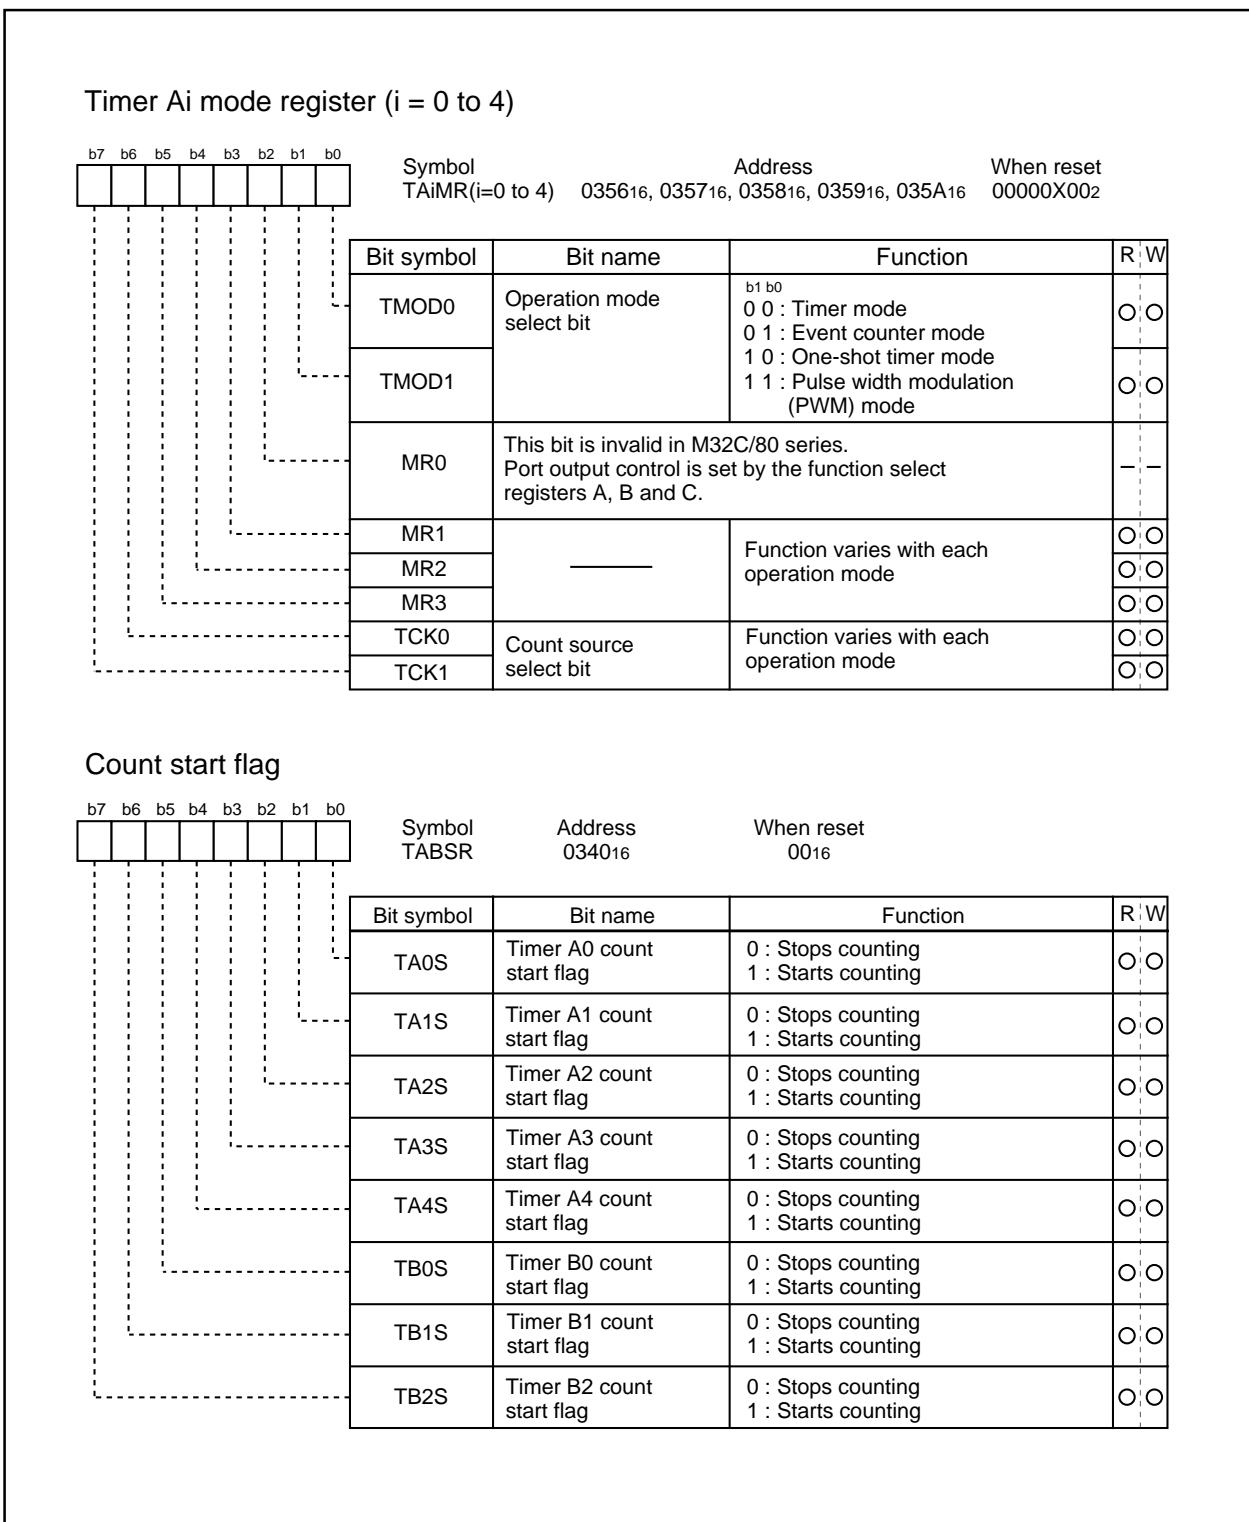 Timer Ai mode register (i = 0 to 4)
b7 b6 b5 b4 b3 b2 b1 b0
Symbol Address When reset
TAiMR(i=0 to 4) 035616, 035716, 035816, 035916, 035A16 00000X002
Bit symbol Bit name Function R W
TMOD0 Operation mode select bit
b1 b0
0 0 : Timer mode
0 1 : Event counter mode
1 0 : One-shot timer mode
TMOD1
1 1 : Pulse width modulation
(PWM) mode
MR0
This bit is invalid in M32C/80 series.
Port output control is set by the function select
registers A, B and C.
– –
MR1
MR2
MR3
Function varies with each
operation mode
TCK0
TCK1
Count source
select bit
Function varies with each
operation mode
Count start flag
b7 b6 b5 b4 b3 b2 b1 b0
Symbol Address When reset
TABSR 034016 0016
Bit symbol Bit name Function R W
TA0S
Timer A0 count
start flag
0 : Stops counting
1 : Starts counting
TA1S
Timer A1 count
start flag
0 : Stops counting
1 : Starts counting
TA2S
Timer A2 count
start flag
0 : Stops counting
1 : Starts counting
TA3S
Timer A3 count
start flag
0 : Stops counting
1 : Starts counting
TA4S
Timer A4 count
start flag
0 : Stops counting
1 : Starts counting
TB0S
Timer B0 count
start flag
0 : Stops counting
1 : Starts counting
TB1S
Timer B1 count
start flag
0 : Stops counting
1 : Starts counting
TB2S
Timer B2 count
start flag
0 : Stops counting
1 : Starts counting